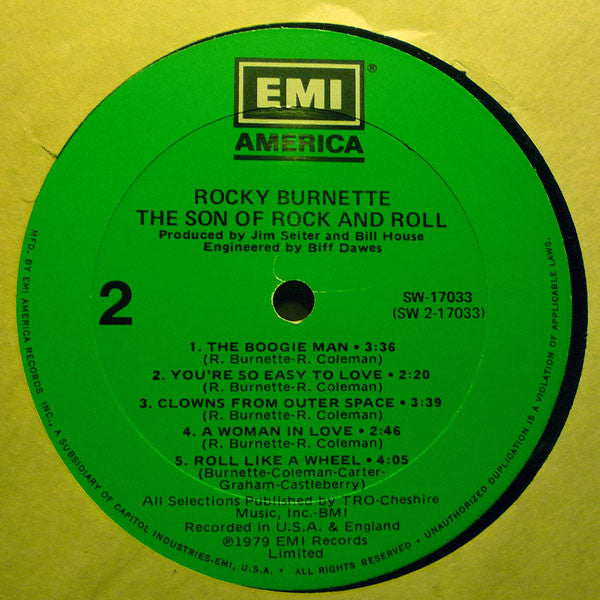 EMI®
AMERICA
ROCKY BURNETTE
THE SON OF ROCK AND ROLL
Produced by Jim Seiter and Bill House
Engineered by Biff Dawes
2
SW-17033
(SW 2-17033)
1. THE BOOGIE MAN • 3:36
(R. Burnette-R. Coleman)
2. YOU'RE SO EASY TO LOVE • 2:20
(R. Burnette-R. Coleman)
3. CLOWNS FROM OUTER SPACE • 3:39
(R. Burnette-R. Coleman)
4. A WOMAN IN LOVE • 2:46
(R. Burnette-R. Coleman)
5. ROLL LIKE A WHEEL • 4:05
(Burnette-Coleman-Carter-
Graham-Castleberry)
All Selections Published by TRO-Cheshire
Music, Inc.-BMI
Recorded in U.S.A. & England
℗1979 EMI Records
Limited
MFD. BY EMI AMERICA RECORDS, INC., A SUBSIDIARY OF CAPITOL INDUSTRIES-EMI, U.S.A. • ALL RIGHTS RESERVED • UNAUTHORIZED DUPLICATION IS A VIOLATION OF APPLICABLE LAWS.